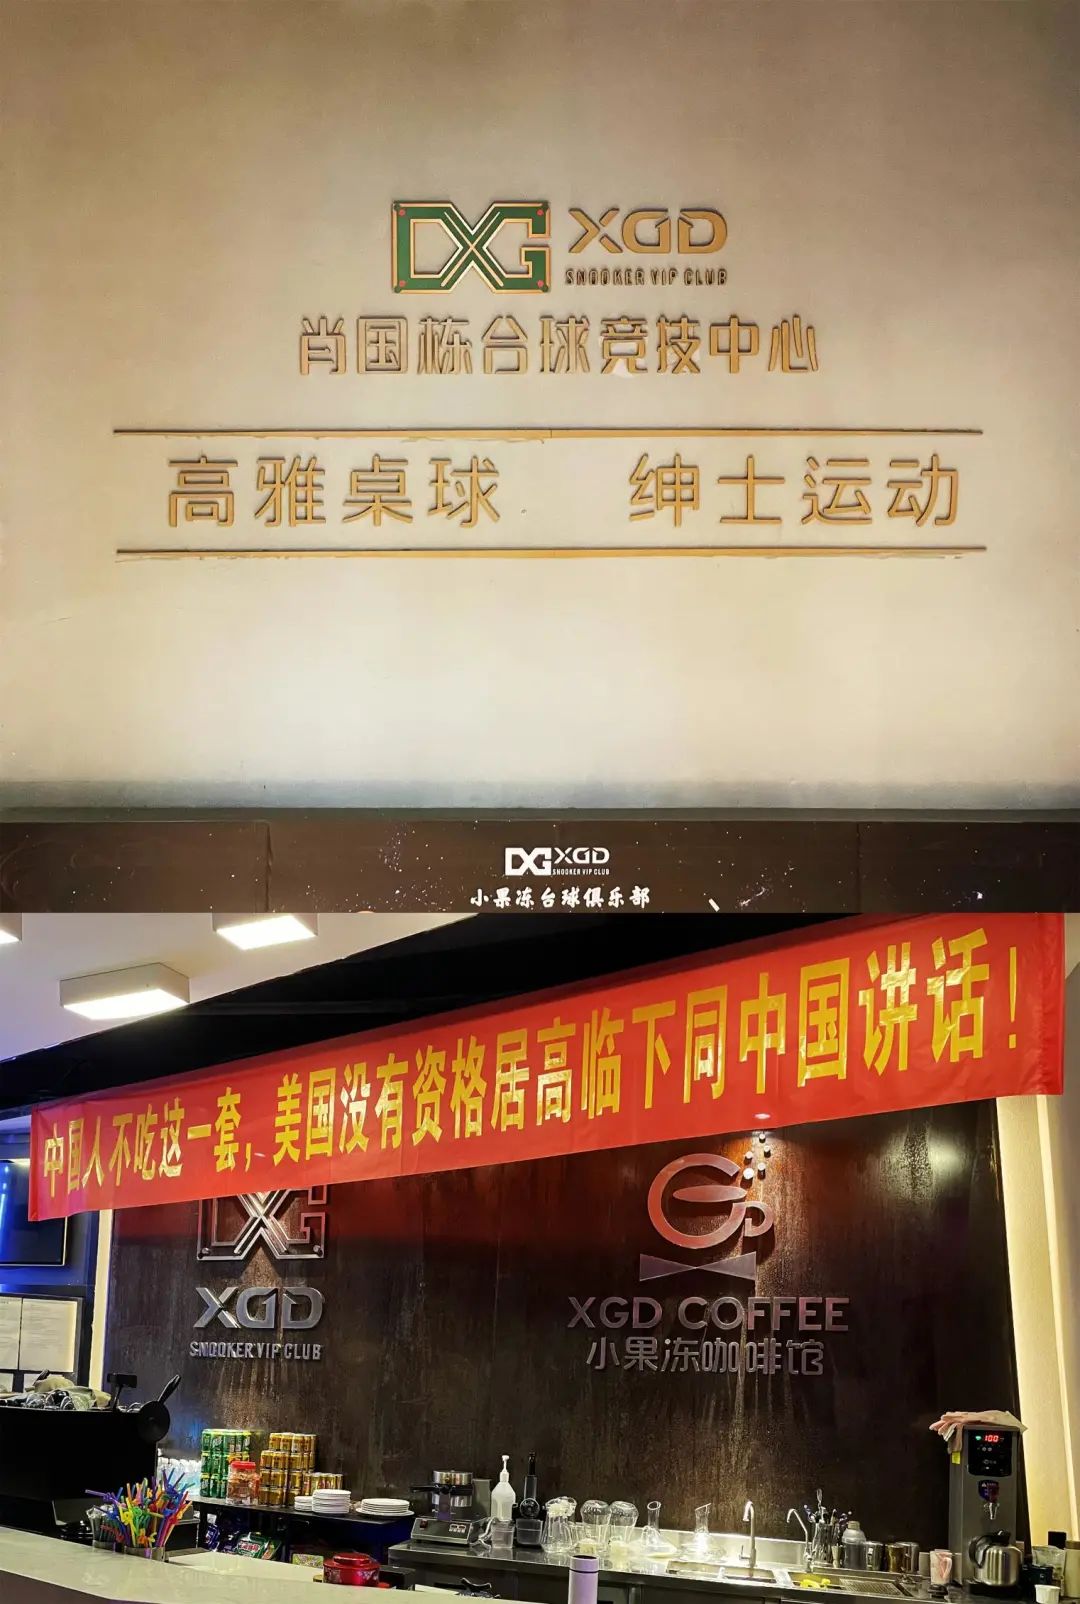 DXG XGD
SNOOKER VIP CLUB
肖国栋台球竞技中心
高雅桌球 绅士运动
DXG XGD
SNOOKER VIP CLUB
小果冻台球俱乐部
中国人不吃这一套，美国没有资格居高临下同中国讲话！
DXG
XGD
SNOOKER VIP CLUB
XGD COFFEE
小果冻咖啡馆
100